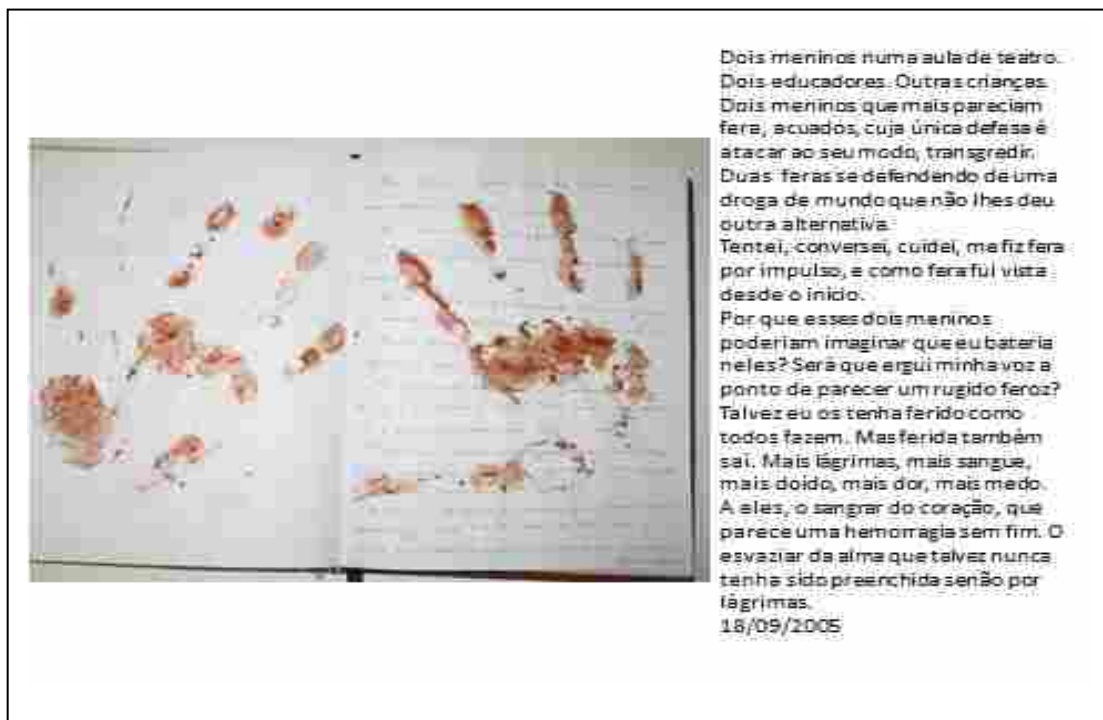 Dois meninos numa aula de teatro.
Dois educadores. Outras crianças.
Dois meninos que mais pareciam
fera, acuados, cuja única defesa é
atacar ao seu modo, transgredir.
Duas feras se defendendo de uma
droga de mundo que não lhes deu
outra alternativa.
Tentei, conversei, cuidei, me fiz fera
por impulso, e como fera fui vista
desde o início.
Por que esses dois meninos
poderiam imaginar que eu bateria
neles? Será que ergui minha voz a
ponto de parecer um rugido feroz?
Talvez eu os tenha ferido como
todos fazem. Mas ferida também
sai. Mais lágrimas, mais sangue,
mais doido, mais dor, mais medo.
A eles, o sangrar do coração, que
parece uma hemorragia sem fim. O
esvaziar da alma que talvez nunca
tenha sido preenchida senão por
lágrimas.
18/09/2005